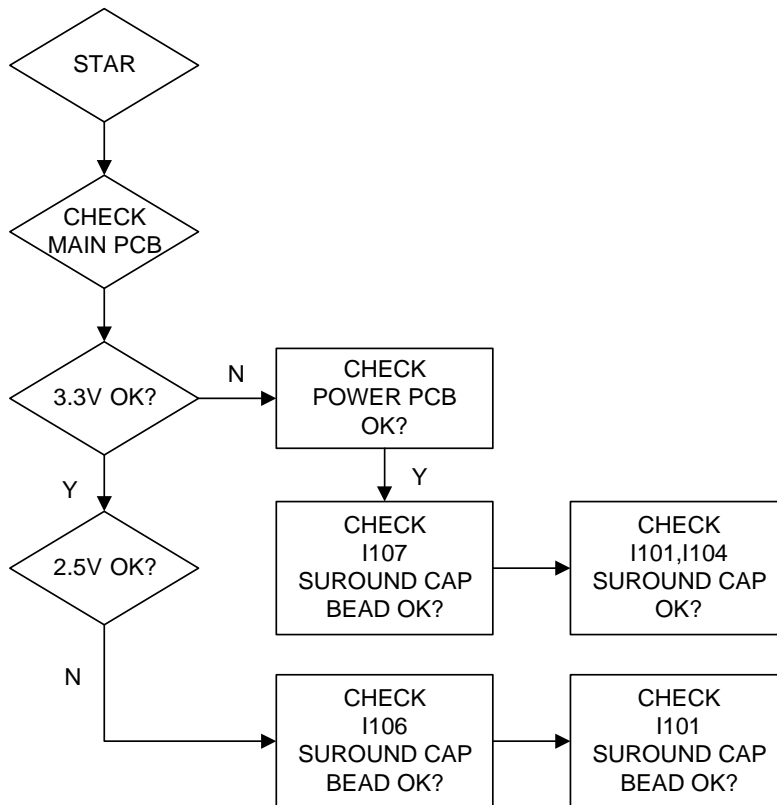 STAR
CHECK
MAIN PCB
3.3V OK?
N
CHECK
POWER PCB
OK?
Y
Y
2.5V OK?
CHECK
I107
SUROUND CAP
BEAD OK?
CHECK
I101,I104
SUROUND CAP
OK?
N
CHECK
I106
SUROUND CAP
BEAD OK?
CHECK
I101
SUROUND CAP
BEAD OK?